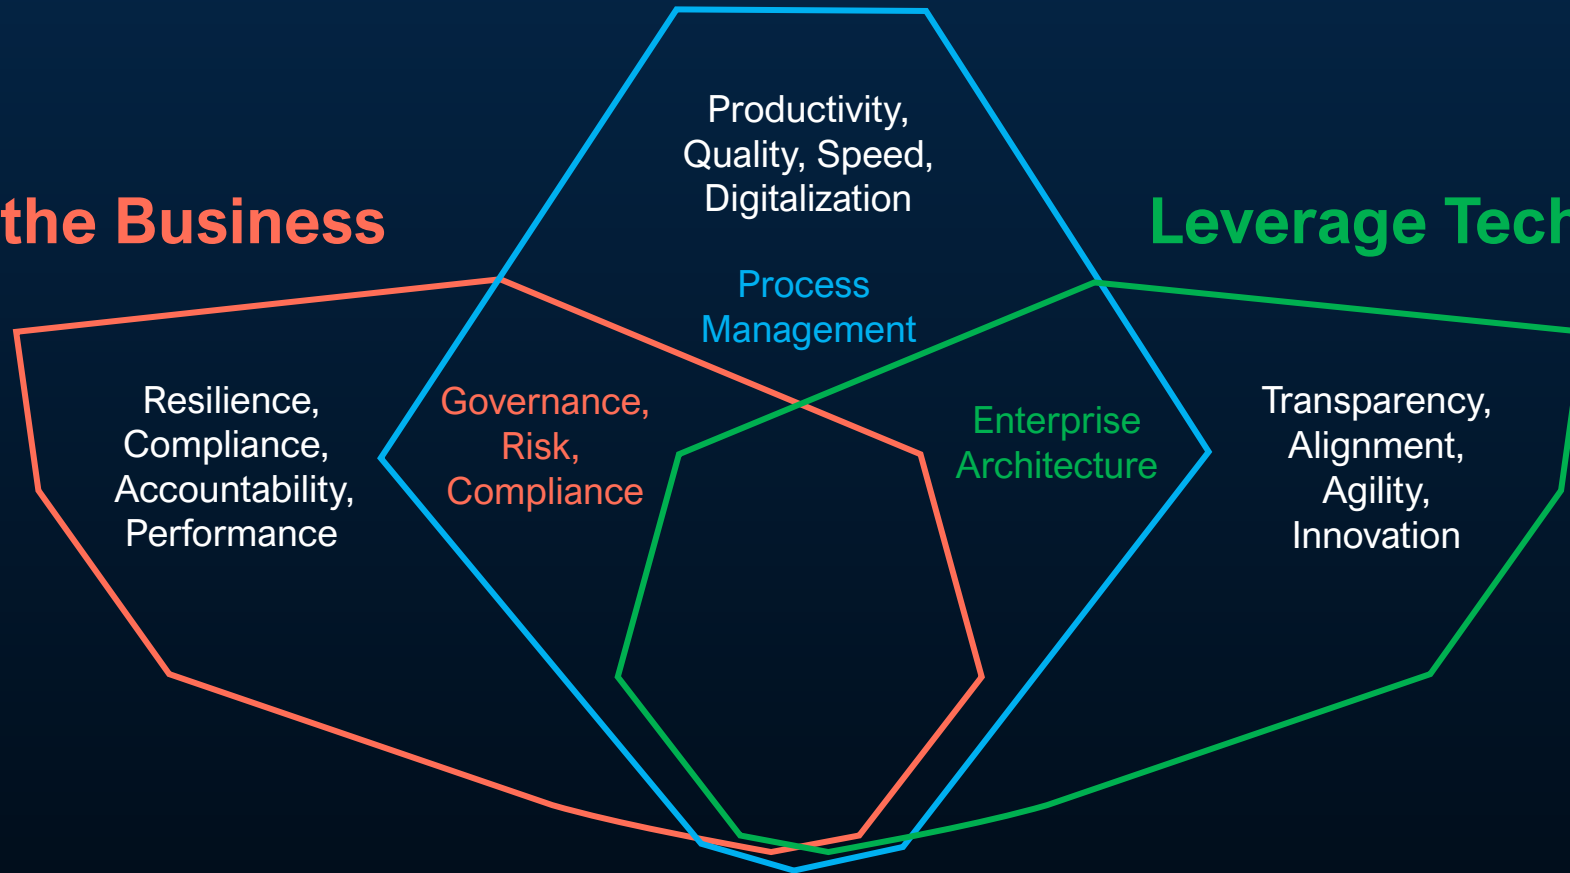 Productivity,
Quality, Speed,
Digitalization
the Business
Leverage Tech
Process
Management
Resilience,
Compliance,
Accountability,
Performance
Governance,
Risk,
Compliance
Enterprise
Architecture
Transparency,
Alignment,
Agility,
Innovation